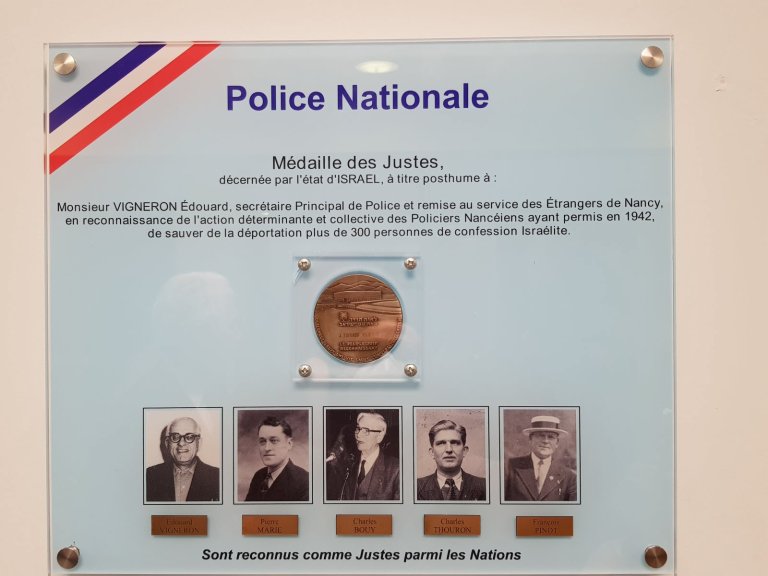 Police Nationale
Médaille des Justes,
décernée par l'état d'ISRAEL, à titre posthume à :
Monsieur VIGNERON Édouard, secrétaire Principal de Police et remise au service des Étrangers de Nancy,
en reconnaissance de l'action déterminante et collective des Policiers Nancéiens ayant permis en 1942,
de sauver de la déportation plus de 300 personnes de confession Israélite.
Edouard VIGNERON
Pierre MARIE
Charles BOUY
Charles THOURON
François PINOT
Sont reconnus comme Justes parmi les Nations